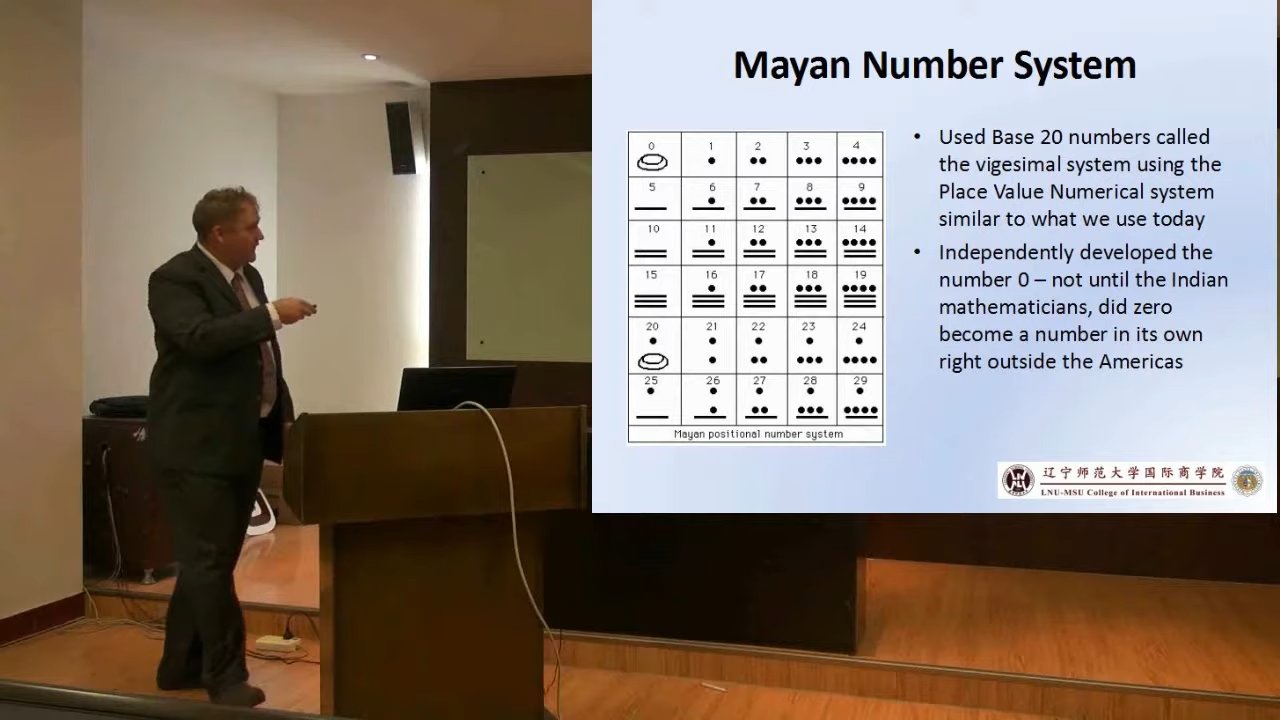 Mayan Number System
0 1 2 3 4
5 6 7 8 9
10 11 12 13 14
15 16 17 18 19
20 21 22 23 24
25 26 27 28 29
Mayan positional number system
• Used Base 20 numbers called
the vigesimal system using the
Place Value Numerical system
similar to what we use today
• Independently developed the
number 0 – not until the Indian
mathematicians, did zero
become a number in its own
right outside the Americas
辽宁师范大学国际商学院
LNU-MSU College of International Business